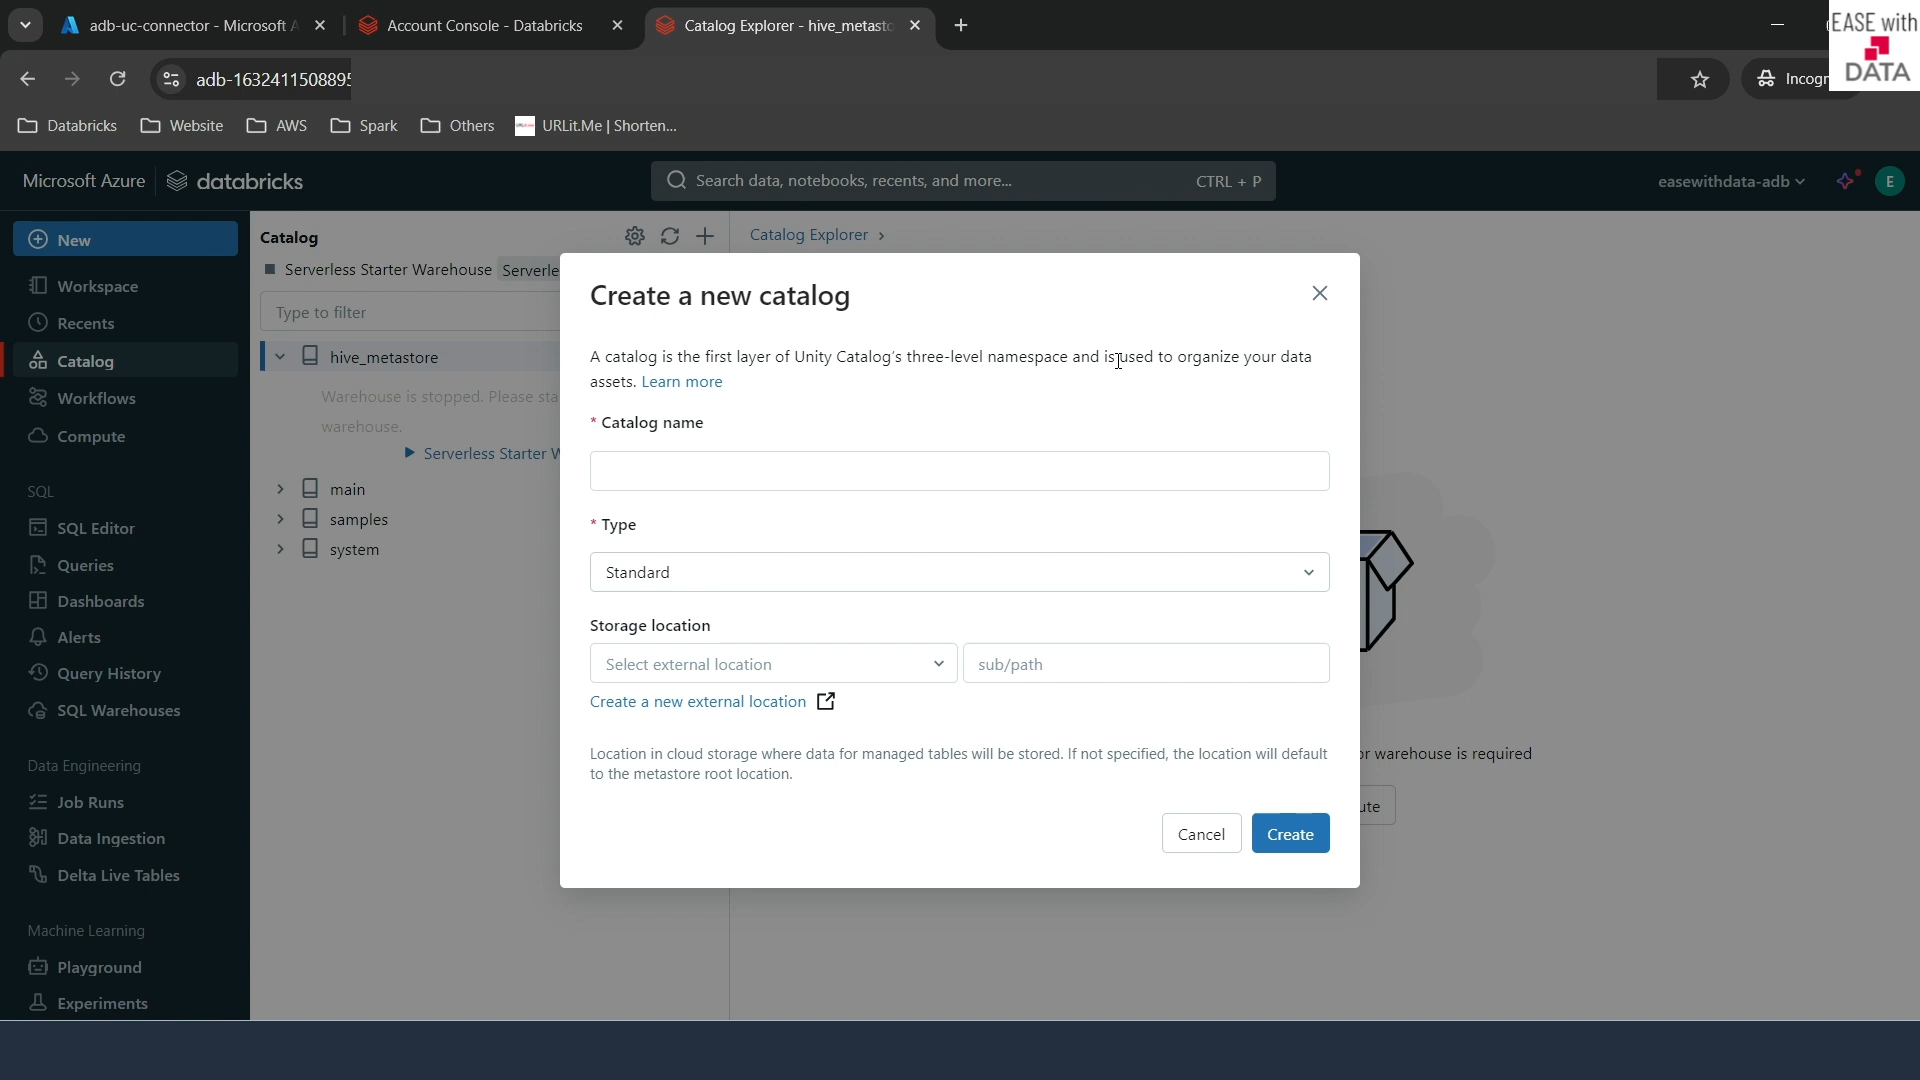 adb-uc-connector - Microsoft A
Account Console - Databricks
Catalog Explorer - hive_metasto
EASE with
DATA
adb-163241150889
Incogn
Databricks
Website
AWS
Spark
Others
URLit.Me | Shorten...
Microsoft Azure
databricks
Search data, notebooks, recents, and more...
CTRL + P
easewithdata-adb
E
New
Workspace
Recents
Catalog
Workflows
Compute
SQL
SQL Editor
Queries
Dashboards
Alerts
Query History
SQL Warehouses
Data Engineering
Job Runs
Data Ingestion
Delta Live Tables
Machine Learning
Playground
Experiments
Catalog
Serverless Starter Warehouse
Serverle
Type to filter
hive_metastore
Warehouse is stopped. Please sta
warehouse.
Serverless Starter W
main
samples
system
Catalog Explorer ›
Create a new catalog
A catalog is the first layer of Unity Catalog's three-level namespace and is used to organize your data
assets. Learn more
* Catalog name
* Type
Standard
Storage location
Select external location
sub/path
Create a new external location
Location in cloud storage where data for managed tables will be stored. If not specified, the location will default
to the metastore root location.
Cancel
Create
or warehouse is required
ute